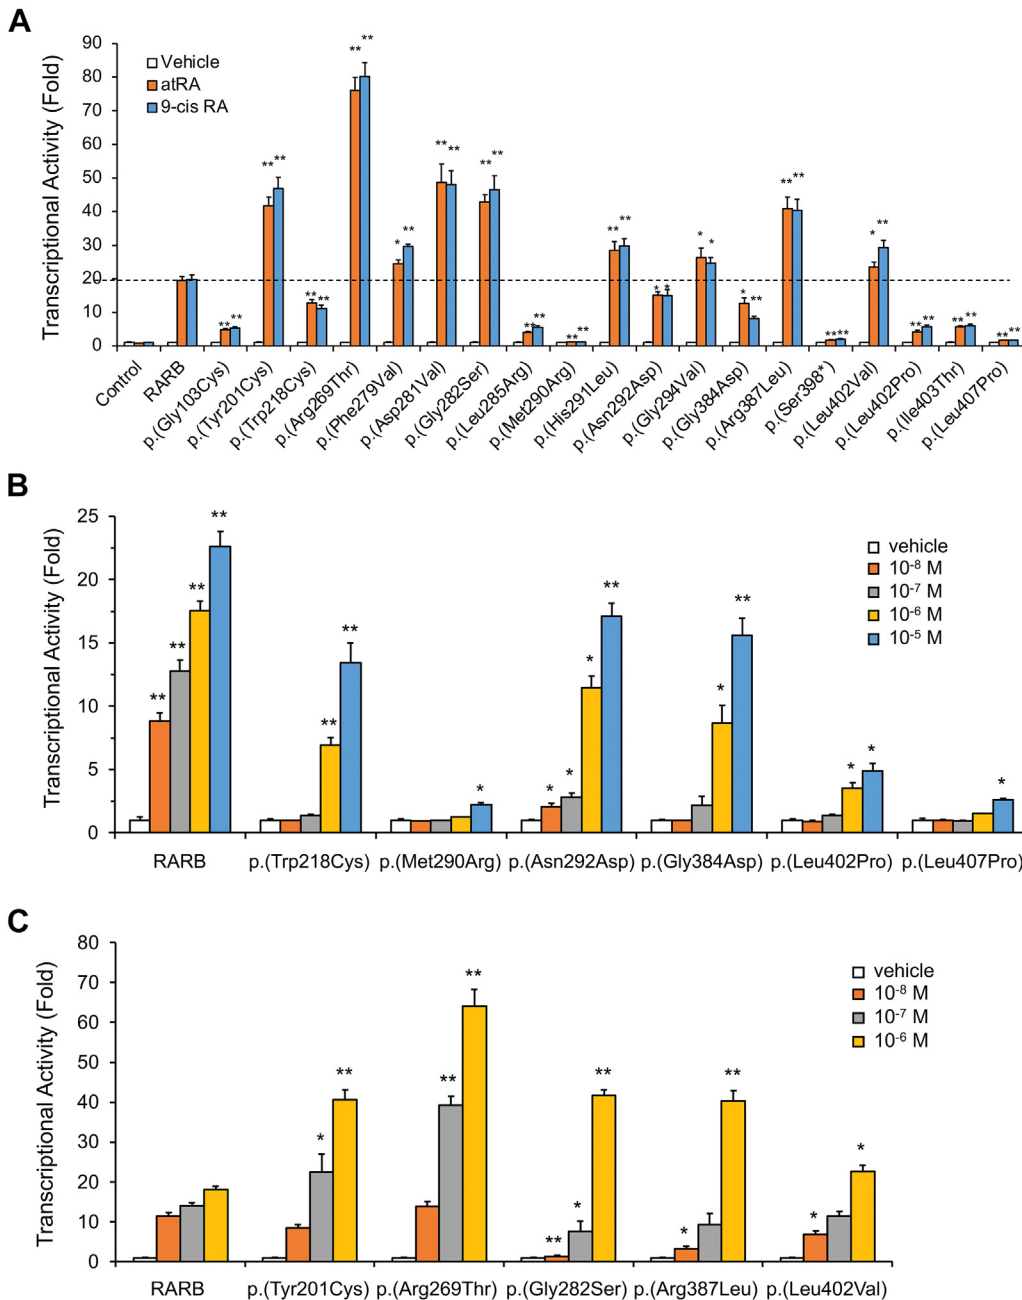 A
Transcriptional Activity (Fold)
90
80
70
60
50
40
30
20
10
0
Vehicle
atRA
9-cis RA
** ** ** ** ** ** * ** ** ** ** ** ** ** ** ** ** ** ** ** * * * * * ** ** ** ** ** * ** ** ** ** ** ** **
Control
RARB
p.(Gly103Cys)
p.(Tyr201Cys)
p.(Trp218Cys)
p.(Arg269Thr)
p.(Phe279Val)
p.(Asp281Val)
p.(Gly282Ser)
p.(Leu285Arg)
p.(Met290Arg)
p.(His291Leu)
p.(Asn292Asp)
p.(Gly294Val)
p.(Gly384Asp)
p.(Arg387Leu)
p.(Ser398*)
p.(Leu402Val)
p.(Leu402Pro)
p.(Ile403Thr)
p.(Leu407Pro)
B
Transcriptional Activity (Fold)
25
20
15
10
5
0
vehicle
10⁻⁸ M
10⁻⁷ M
10⁻⁶ M
10⁻⁵ M
** ** ** ** ** ** * * * * ** * ** * * *
RARB p.(Trp218Cys) p.(Met290Arg) p.(Asn292Asp) p.(Gly384Asp) p.(Leu402Pro) p.(Leu407Pro)
C
Transcriptional Activity (Fold)
80
70
60
50
40
30
20
10
0
vehicle
10⁻⁸ M
10⁻⁷ M
10⁻⁶ M
* ** ** ** ** * ** * ** * *
RARB p.(Tyr201Cys) p.(Arg269Thr) p.(Gly282Ser) p.(Arg387Leu) p.(Leu402Val)